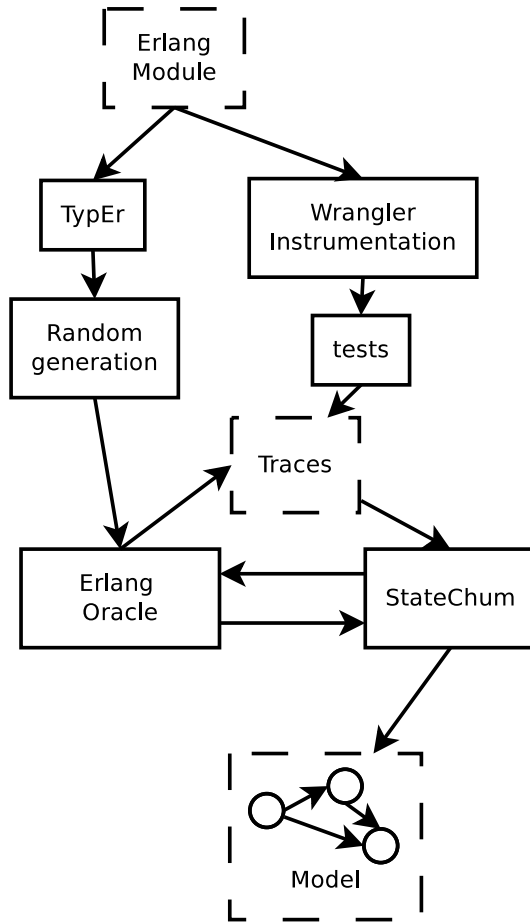 Erlang
Module
TypEr
Wrangler
Instrumentation
Random
generation
tests
Traces
Erlang
Oracle
StateChum
Model